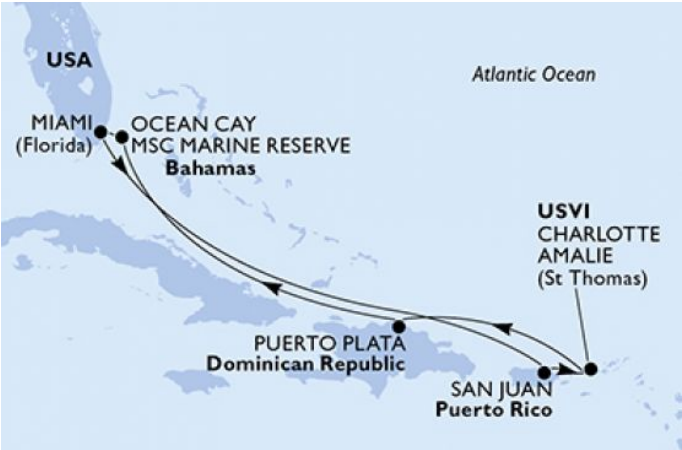 USA
Atlantic Ocean
MIAMI
(Florida)
OCEAN CAY
MSC MARINE RESERVE
Bahamas
USVI
CHARLOTTE
AMALIE
(St Thomas)
PUERTO PLATA
Dominican Republic
SAN JUAN
Puerto Rico